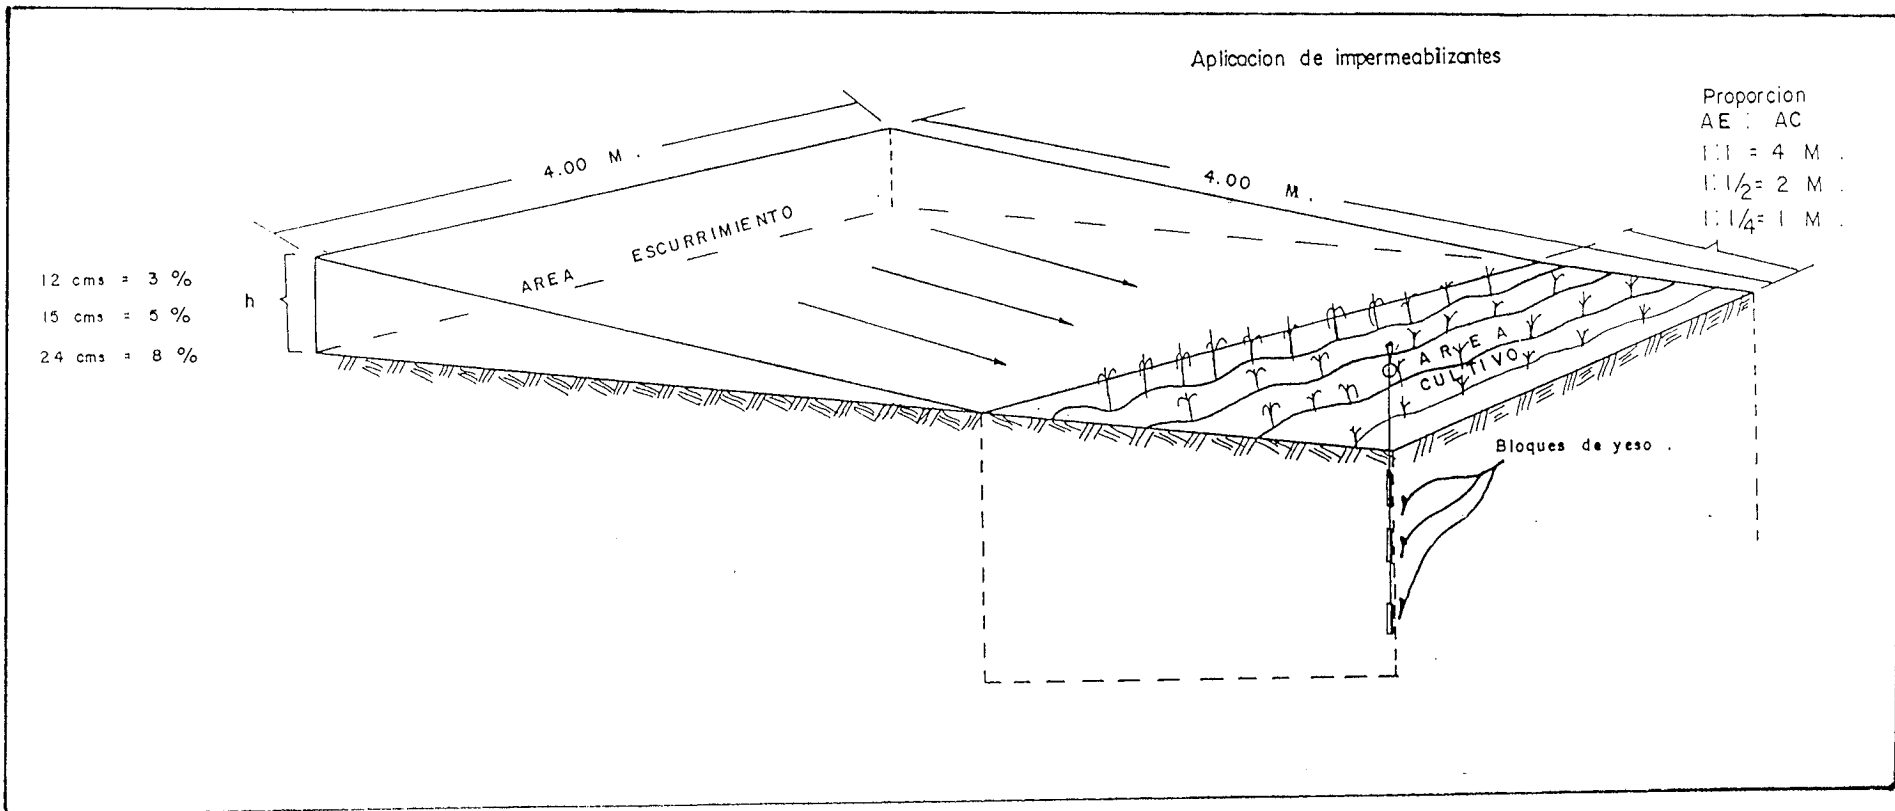 Aplicacion de impermeabilizantes
Proporcion
AE : AC
1:1 = 4 M .
1:1/2= 2 M .
1:1/4= 1 M .
4.00 M .
4.00 M .
AREA ESCURRIMIENTO
12 cms = 3 %
15 cms = 5 %
24 cms = 8 %
h
AREA
CULTIVO
Bloques de yeso .